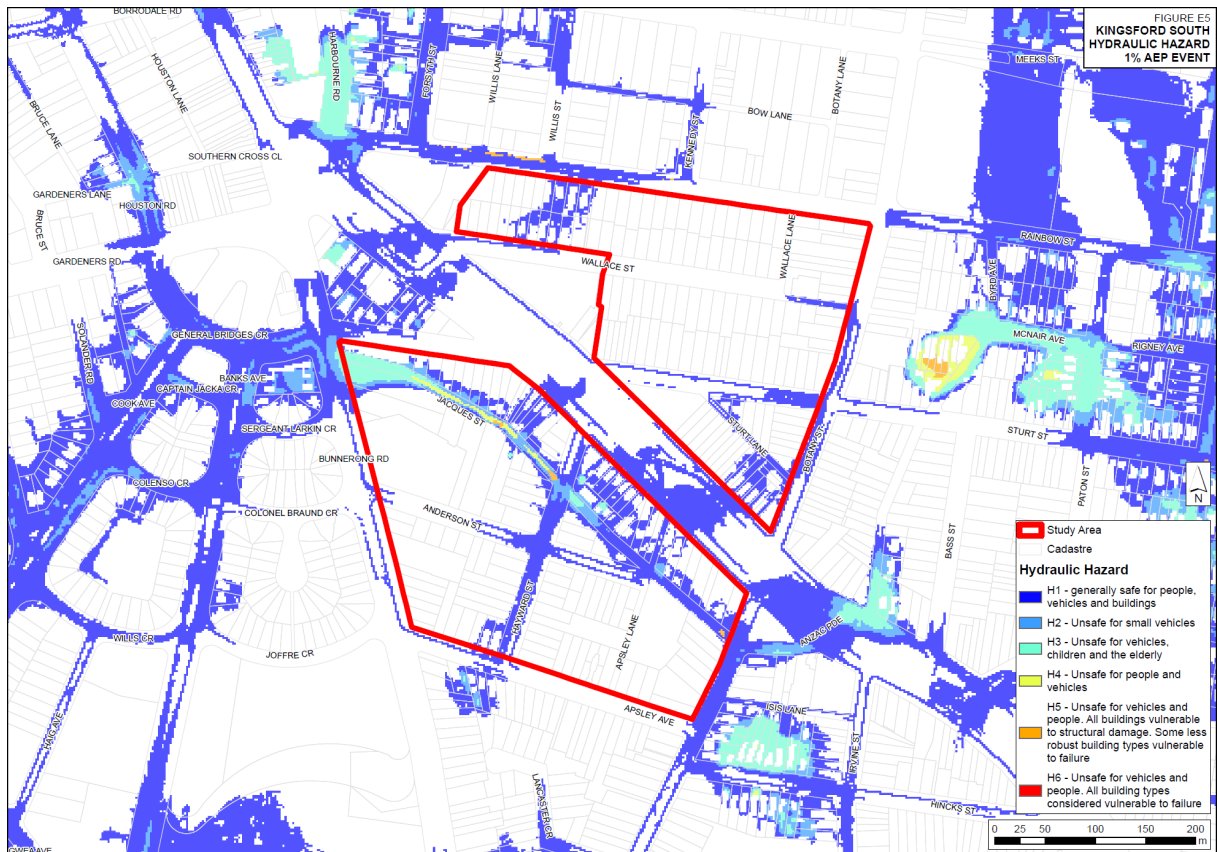 BORRODALE RD
FIGURE E5
KINGSFORD SOUTH
HYDRAULIC HAZARD
1% AEP EVENT
HOUSTON LANE
HARBOURNE RD
FORSYTH ST
WILLIS LANE
WILLIS ST
BOTANY LANE
MEEKS ST
BRUCE LANE
BOW LANE
KENNEDY ST
SOUTHERN CROSS CL
GARDENERS LANE
HOUSTON RD
BRUCE ST
WALLACE LANE
RAINBOW ST
GARDENERS RD
WALLACE ST
BYRD AVE
SOLANDER RD
GENERAL BRIDGES CR
MCNAIR AVE
RIGNEY AVE
BANKS AVE
CAPTAIN JACKA CR
COOK AVE
JACQUES ST
SERGEANT LARKIN CR
STURT LANE
BOTANY ST
STURT ST
BUNNERONG RD
PATON ST
COLENSO CR
COLONEL BRAUND CR
ANDERSON ST
BASS ST
N
HAYWARD ST
APSLEY LANE
ANZAC PDE
WILLS CR
JOFFRE CR
APSLEY AVE
ISIS LANE
HAIG AVE
IRVINE ST
LANCASTER CR
HINCKS ST
Study Area
Cadastre
Hydraulic Hazard
H1 - generally safe for people,
vehicles and buildings
H2 - Unsafe for small vehicles
H3 - Unsafe for vehicles,
children and the elderly
H4 - Unsafe for people and
vehicles
H5 - Unsafe for vehicles and
people. All buildings vulnerable
to structural damage. Some less
robust building types vulnerable
to failure
H6 - Unsafe for vehicles and
people. All building types
considered vulnerable to failure
0 25 50 100 150 200
m